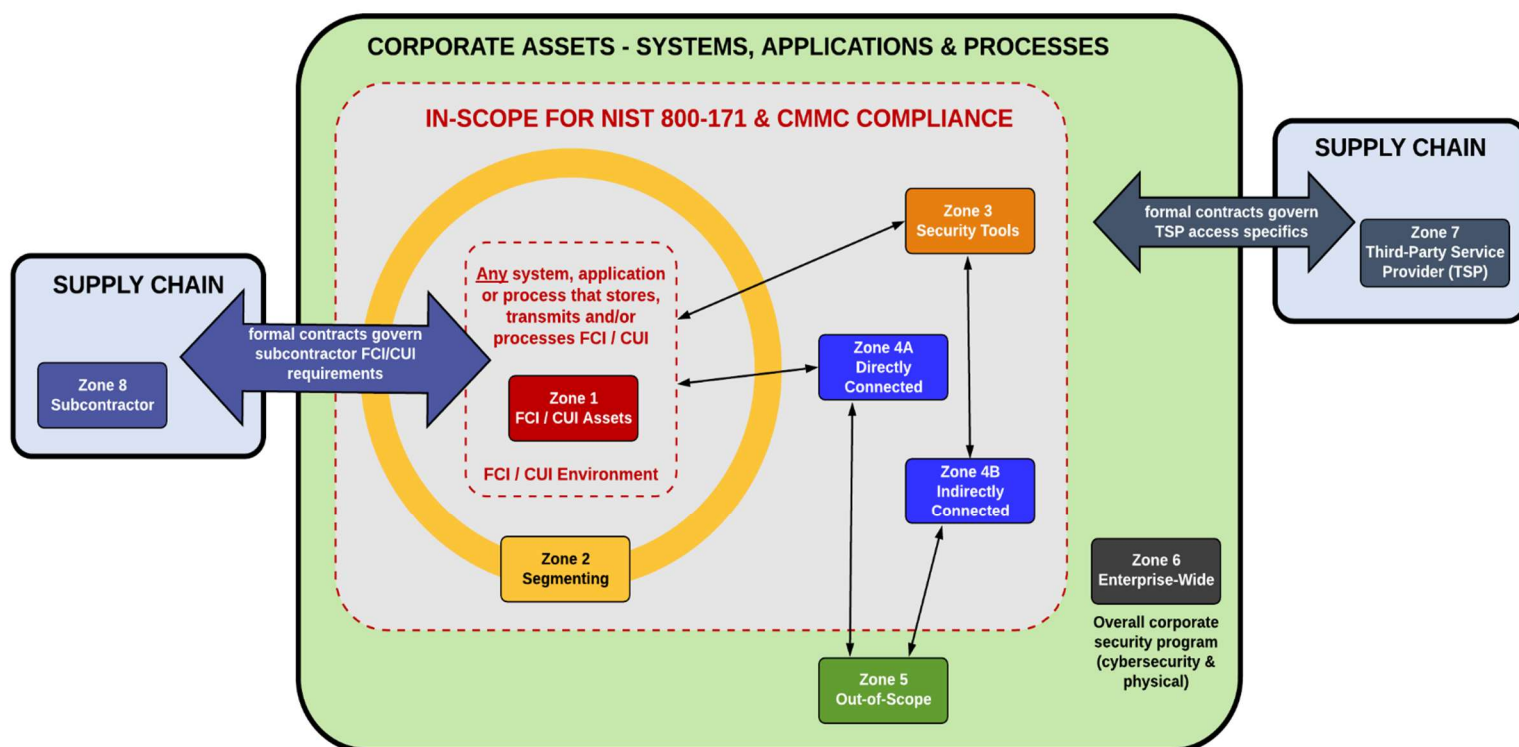 CORPORATE ASSETS - SYSTEMS, APPLICATIONS & PROCESSES
IN-SCOPE FOR NIST 800-171 & CMMC COMPLIANCE
SUPPLY CHAIN
Zone 8
Subcontractor
formal contracts govern
subcontractor FCI/CUI
requirements
Any system, application
or process that stores,
transmits and/or
processes FCI / CUI
Zone 1
FCI / CUI Assets
FCI / CUI Environment
Zone 2
Segmenting
Zone 3
Security Tools
Zone 4A
Directly
Connected
Zone 4B
Indirectly
Connected
Zone 5
Out-of-Scope
Zone 6
Enterprise-Wide
Overall corporate
security program
(cybersecurity &
physical)
formal contracts govern
TSP access specifics
SUPPLY CHAIN
Zone 7
Third-Party Service
Provider (TSP)